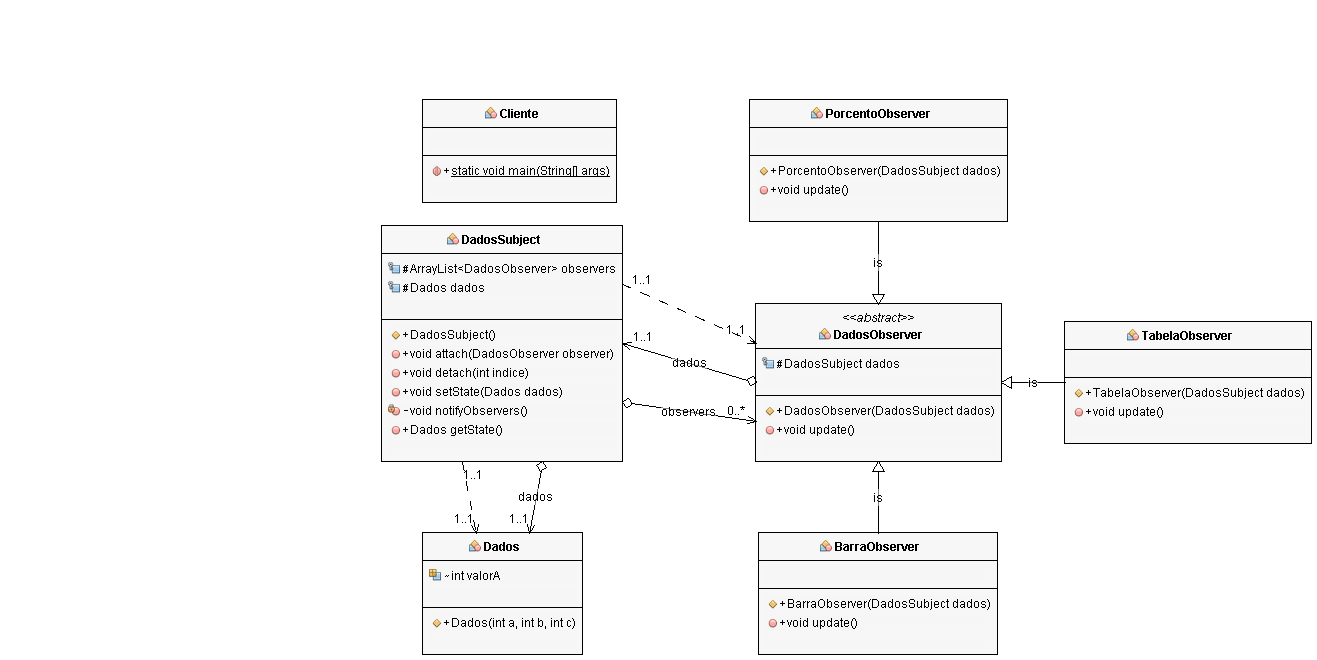 Cliente
+static void main(String[] args)
PorcentoObserver
+PorcentoObserver(DadosSubject dados)
+void update()
DadosSubject
#ArrayList<DadosObserver> observers
#Dados dados
+DadosSubject()
+void attach(DadosObserver observer)
+void detach(int indice)
+void setState(Dados dados)
-void notifyObservers()
+Dados getState()
1..1
1..1
is
1..1
dados
observers
0..*
<<abstract>>
DadosObserver
#DadosSubject dados
+DadosObserver(DadosSubject dados)
+void update()
is
TabelaObserver
+TabelaObserver(DadosSubject dados)
+void update()
1..1
1..1
dados
1..1
is
Dados
~int valorA
+Dados(int a, int b, int c)
BarraObserver
+BarraObserver(DadosSubject dados)
+void update()